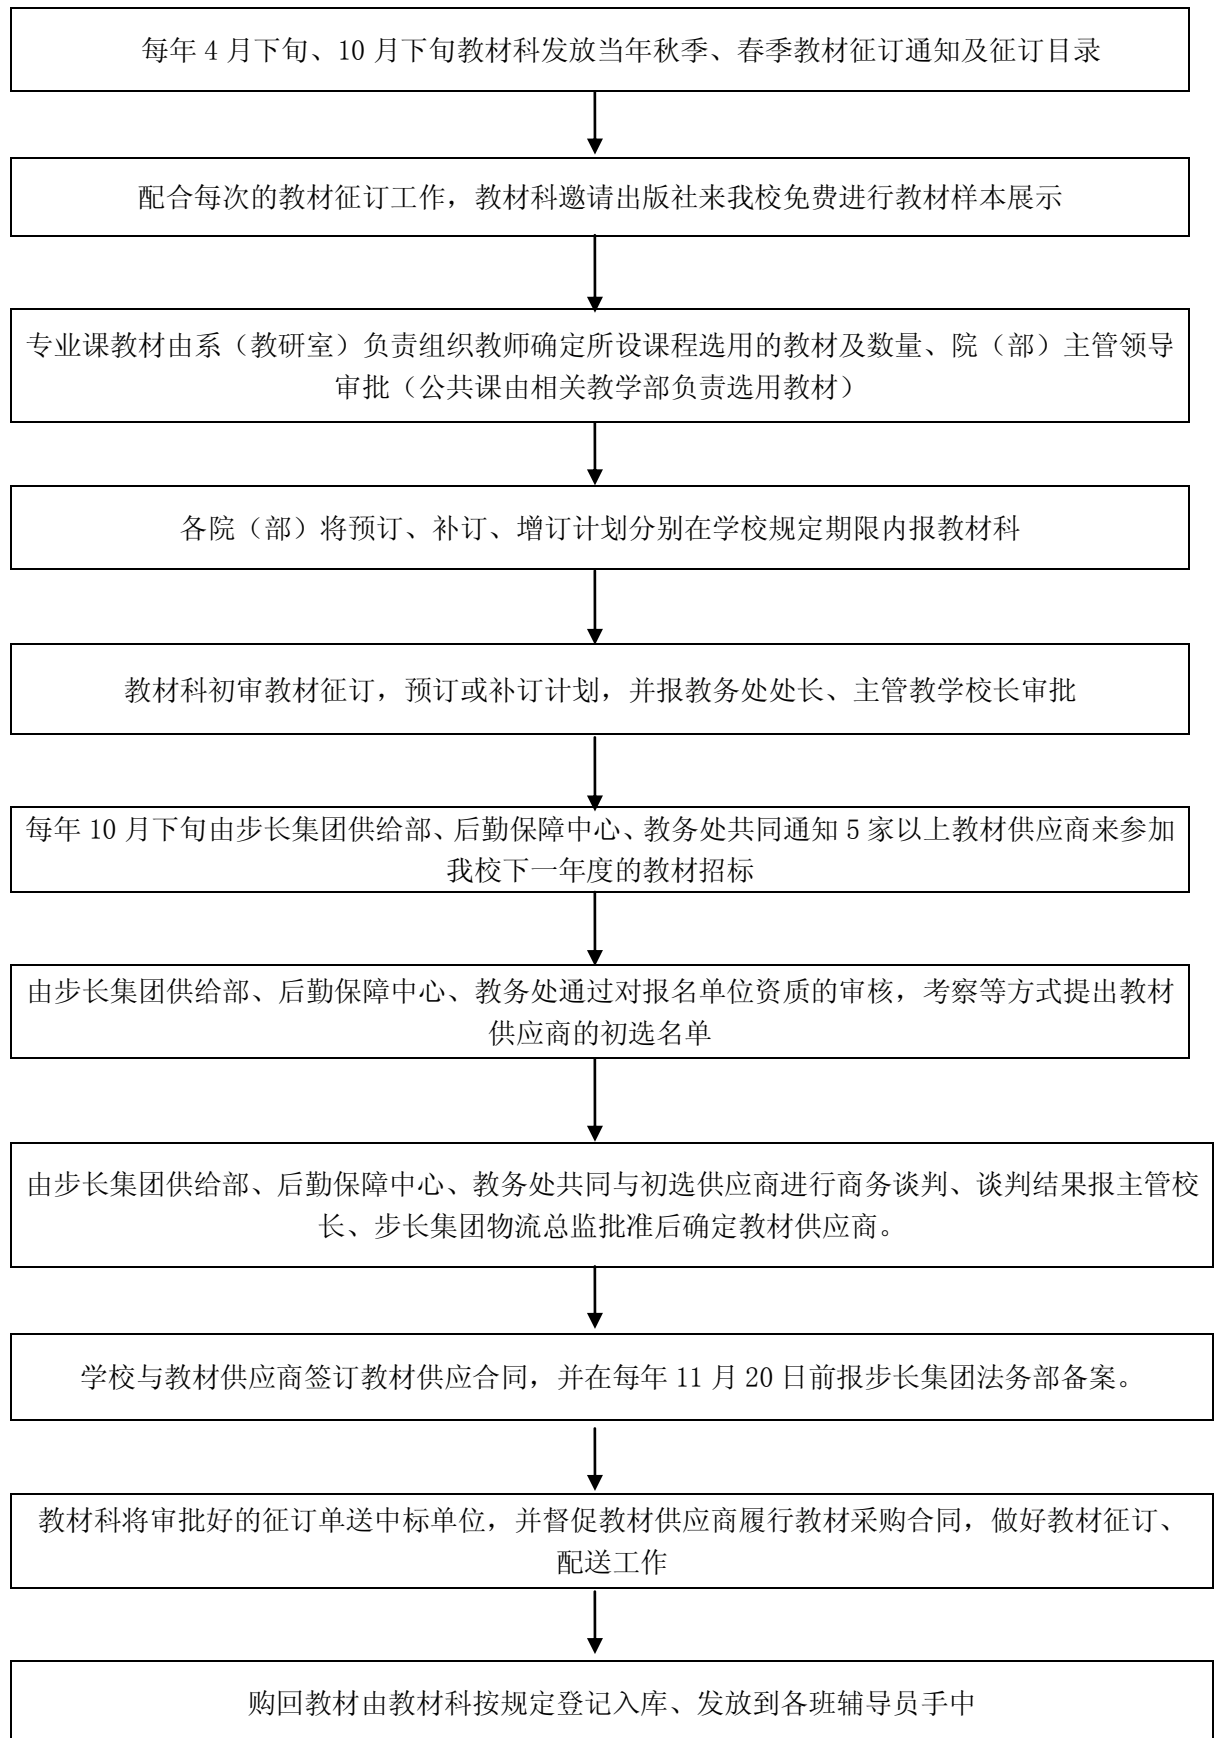 每年 4 月下旬、10 月下旬教材科发放当年秋季、春季教材征订通知及征订目录
配合每次的教材征订工作，教材科邀请出版社来我校免费进行教材样本展示
专业课教材由系（教研室）负责组织教师确定所设课程选用的教材及数量、院（部）主管领导
审批（公共课由相关教学部负责选用教材）
各院（部）将预订、补订、增订计划分别在学校规定期限内报教材科
教材科初审教材征订，预订或补订计划，并报教务处处长、主管教学校长审批
每年 10 月下旬由步长集团供给部、后勤保障中心、教务处共同通知 5 家以上教材供应商来参加
我校下一年度的教材招标
由步长集团供给部、后勤保障中心、教务处通过对报名单位资质的审核，考察等方式提出教材
供应商的初选名单
由步长集团供给部、后勤保障中心、教务处共同与初选供应商进行商务谈判、谈判结果报主管校
长、步长集团物流总监批准后确定教材供应商。
学校与教材供应商签订教材供应合同，并在每年 11 月 20 日前报步长集团法务部备案。
教材科将审批好的征订单送中标单位，并督促教材供应商履行教材采购合同，做好教材征订、
配送工作
购回教材由教材科按规定登记入库、发放到各班辅导员手中